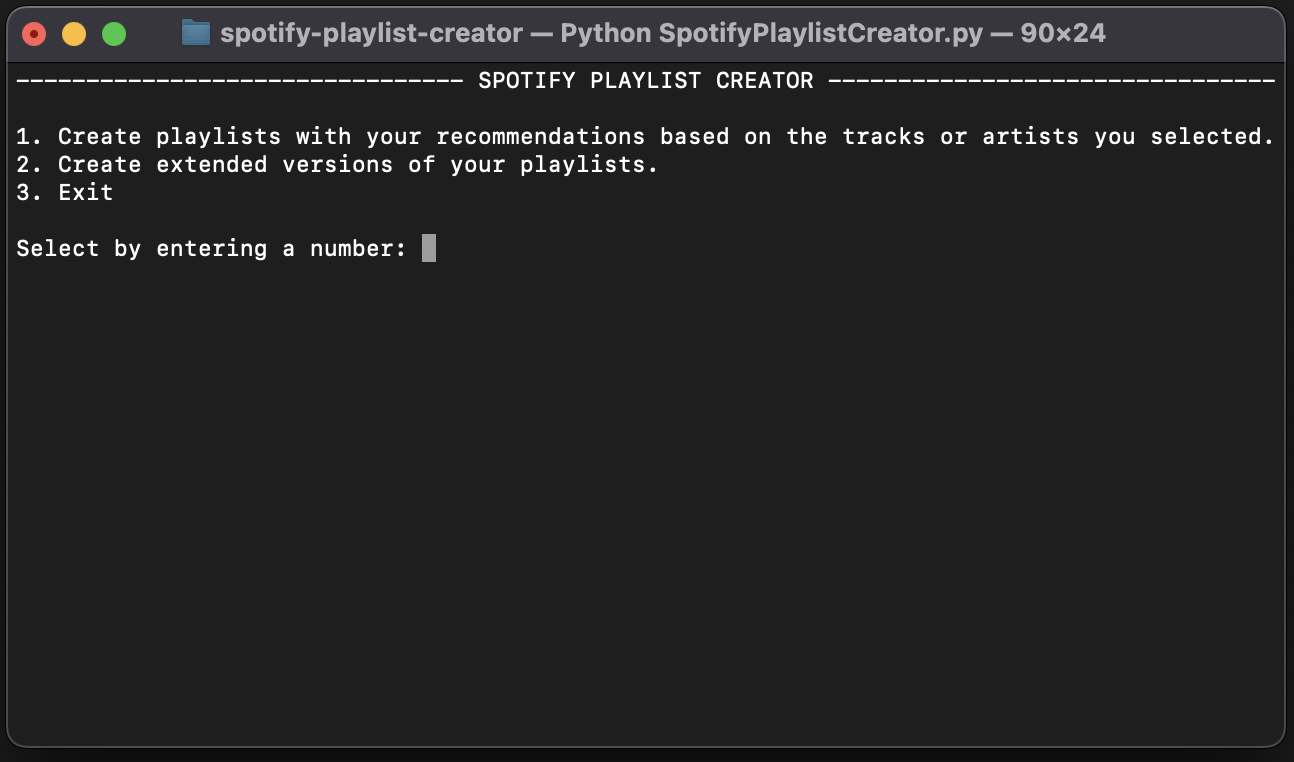 spotify-playlist-creator — Python SpotifyPlaylistCreator.py — 90×24
-------------------------------- SPOTIFY PLAYLIST CREATOR --------------------------------
1. Create playlists with your recommendations based on the tracks or artists you selected.
2. Create extended versions of your playlists.
3. Exit
Select by entering a number: